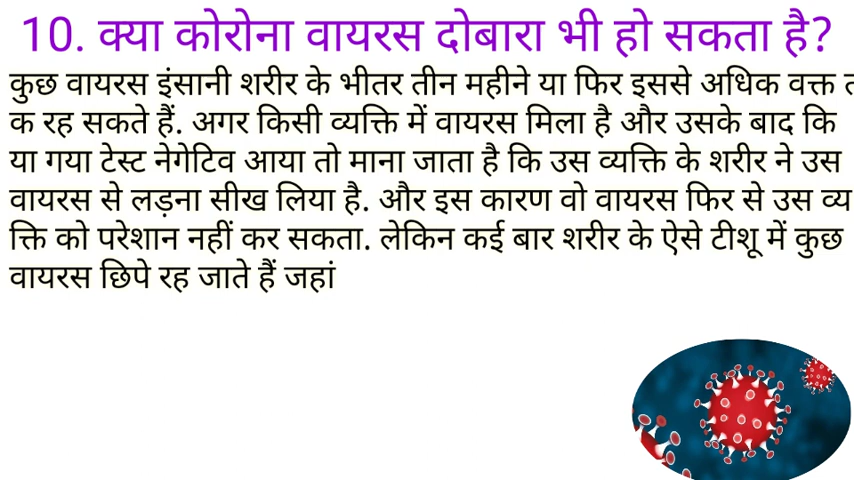 10. क्या कोरोना वायरस दोबारा भी हो सकता है?
कुछ वायरस इंसानी शरीर के भीतर तीन महीने या फिर इससे अधिक वक्त त
क रह सकते हैं. अगर किसी व्यक्ति में वायरस मिला है और उसके बाद कि
या गया टेस्ट नेगेटिव आया तो माना जाता है कि उस व्यक्ति के शरीर ने उस
वायरस से लड़ना सीख लिया है. और इस कारण वो वायरस फिर से उस व्य
क्ति को परेशान नहीं कर सकता. लेकिन कई बार शरीर के ऐसे टीशू में कुछ
वायरस छिपे रह जाते हैं जहां